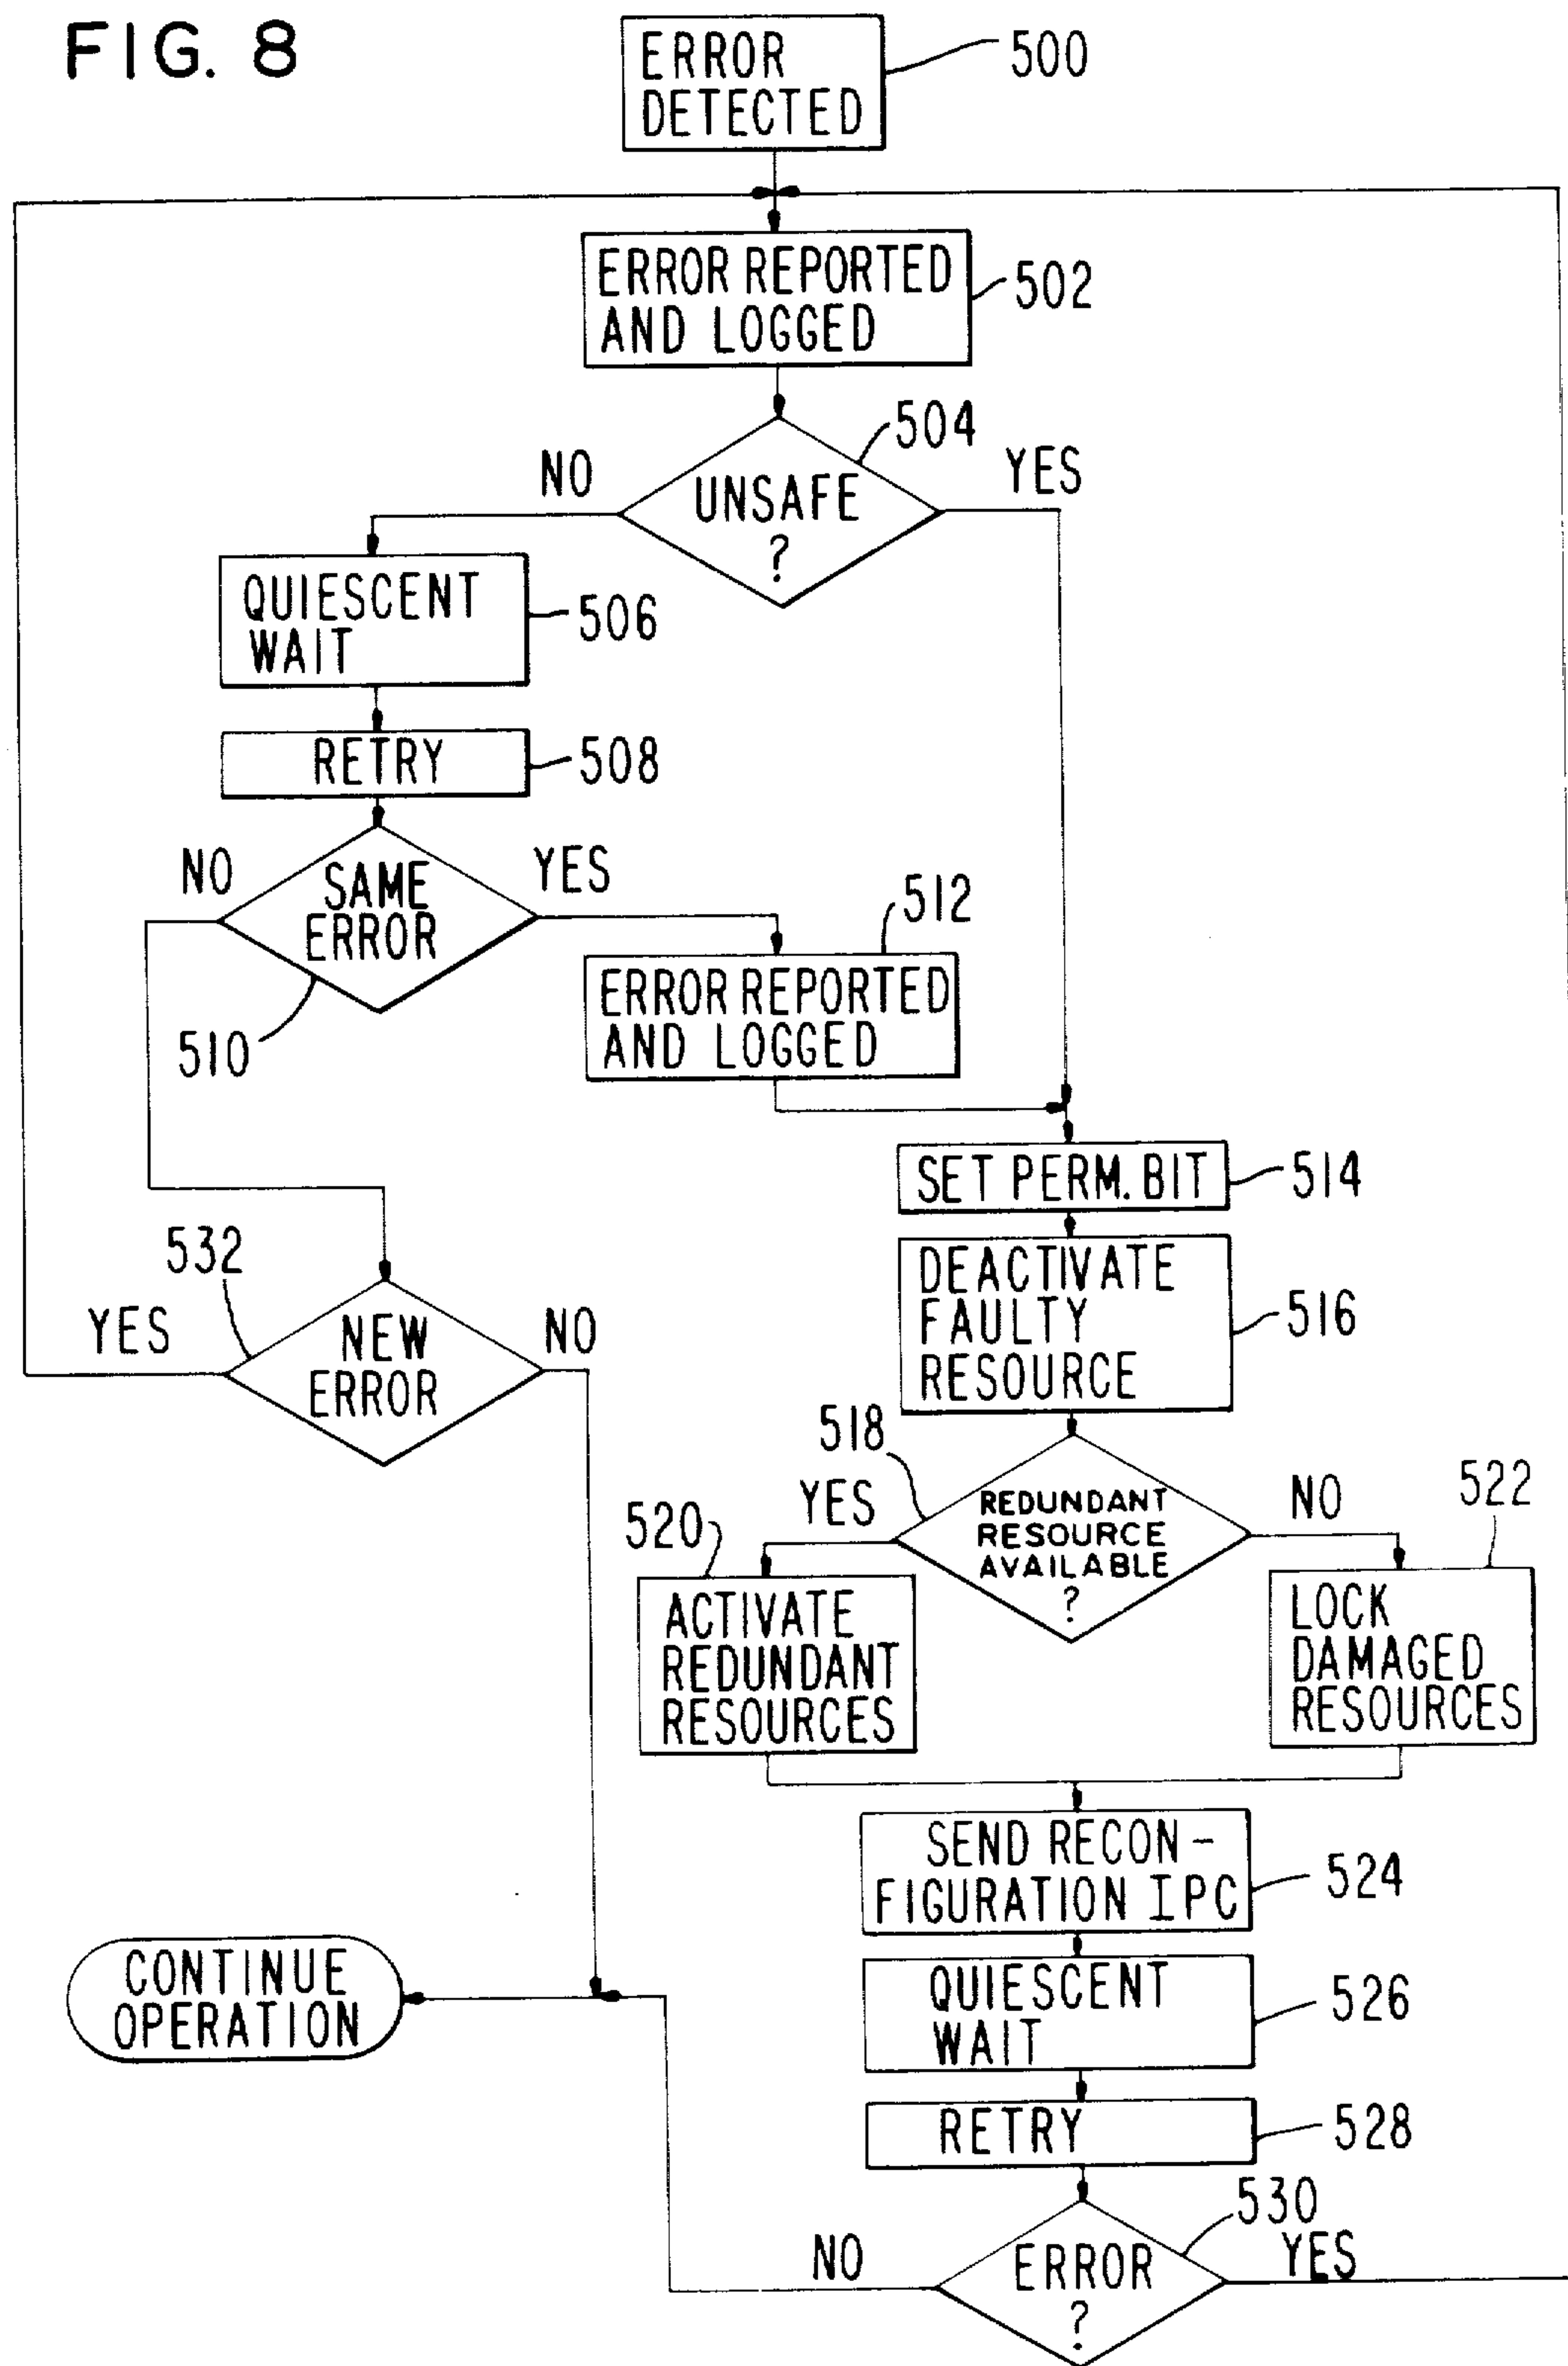 FIG. 8
ERROR
DETECTED
500
ERROR REPORTED
AND LOGGED
502
504
NO
YES
UNSAFE
?
QUIESCENT
WAIT
506
RETRY
508
NO
YES
SAME
ERROR
510
512
ERROR REPORTED
AND LOGGED
SET PERM. BIT
514
DEACTIVATE
FAULTY
RESOURCE
516
532
YES
NO
NEW
ERROR
518
YES
NO
REDUNDANT
RESOURCE
AVAILABLE
?
520
522
ACTIVATE
REDUNDANT
RESOURCES
LOCK
DAMAGED
RESOURCES
SEND RECON-
FIGURATION IPC
524
CONTINUE
OPERATION
QUIESCENT
WAIT
526
RETRY
528
530
NO
YES
ERROR
?